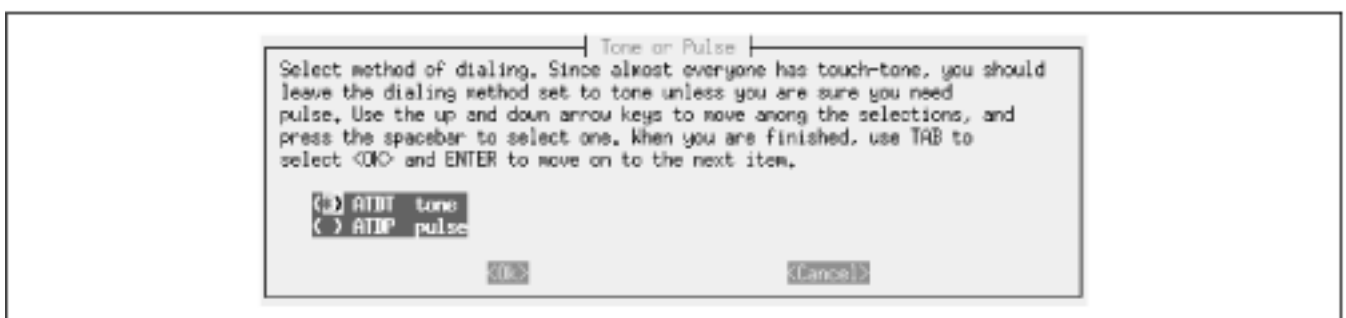 Tone or Pulse
Select method of dialing. Since almost everyone has touch-tone, you should
leave the dialing method set to tone unless you are sure you need
pulse. Use the up and down arrow keys to move among the selections, and
press the spacebar to select one. When you are finished, use TAB to
select <OK> and ENTER to move on to the next item.
(*) ATDT tone
( ) ATDP pulse
<Ok> <Cancel>